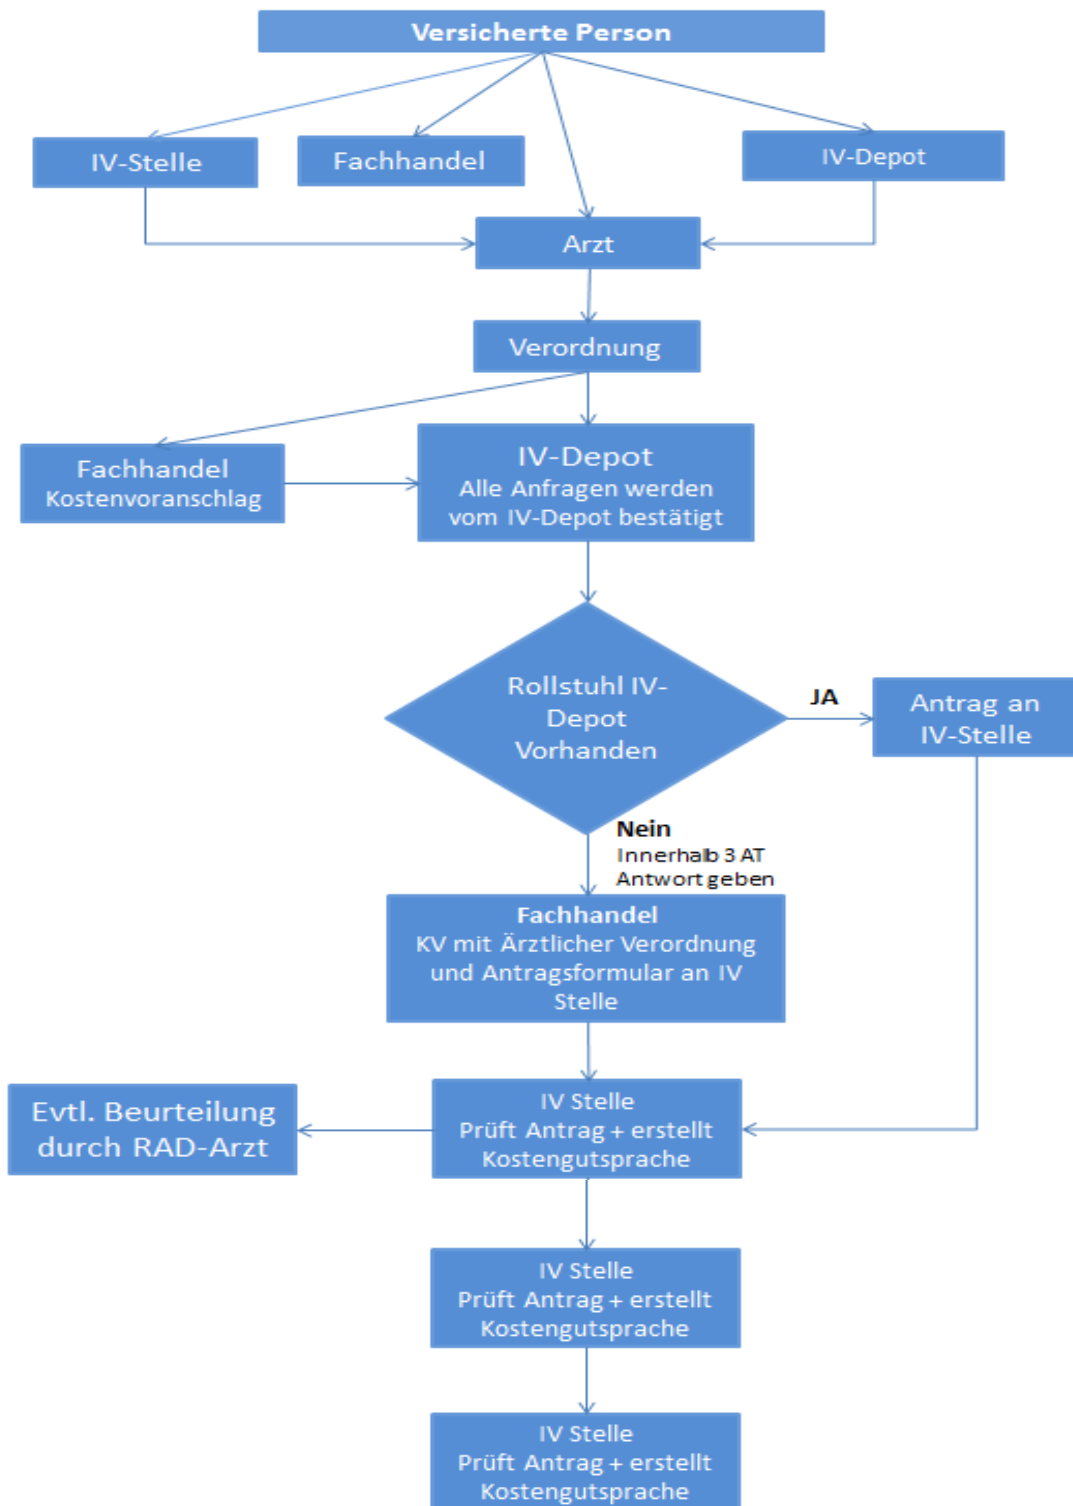 Versicherte Person
IV-Stelle
Fachhandel
IV-Depot
Arzt
Verordnung
Fachhandel
Kostenvoranschlag
IV-Depot
Alle Anfragen werden
vom IV-Depot bestätigt
Rollstuhl IV-
Depot
Vorhanden
JA
Antrag an
IV-Stelle
Nein
Innerhalb 3 AT
Antwort geben
Fachhandel
KV mit Ärztlicher Verordnung
und Antragsformular an IV
Stelle
Evtl. Beurteilung
durch RAD-Arzt
IV Stelle
Prüft Antrag + erstellt
Kostengutsprache
IV Stelle
Prüft Antrag + erstellt
Kostengutsprache
IV Stelle
Prüft Antrag + erstellt
Kostengutsprache